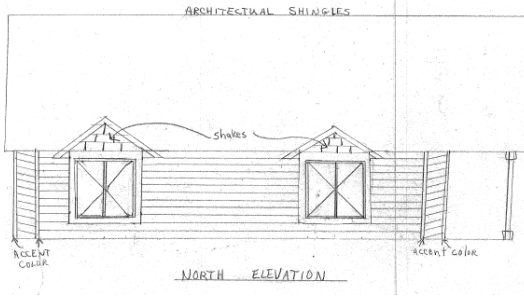 ARCHITECTUAL SHINGLES
shakes
ACCENT
COLOR
accent color
NORTH ELEVATION